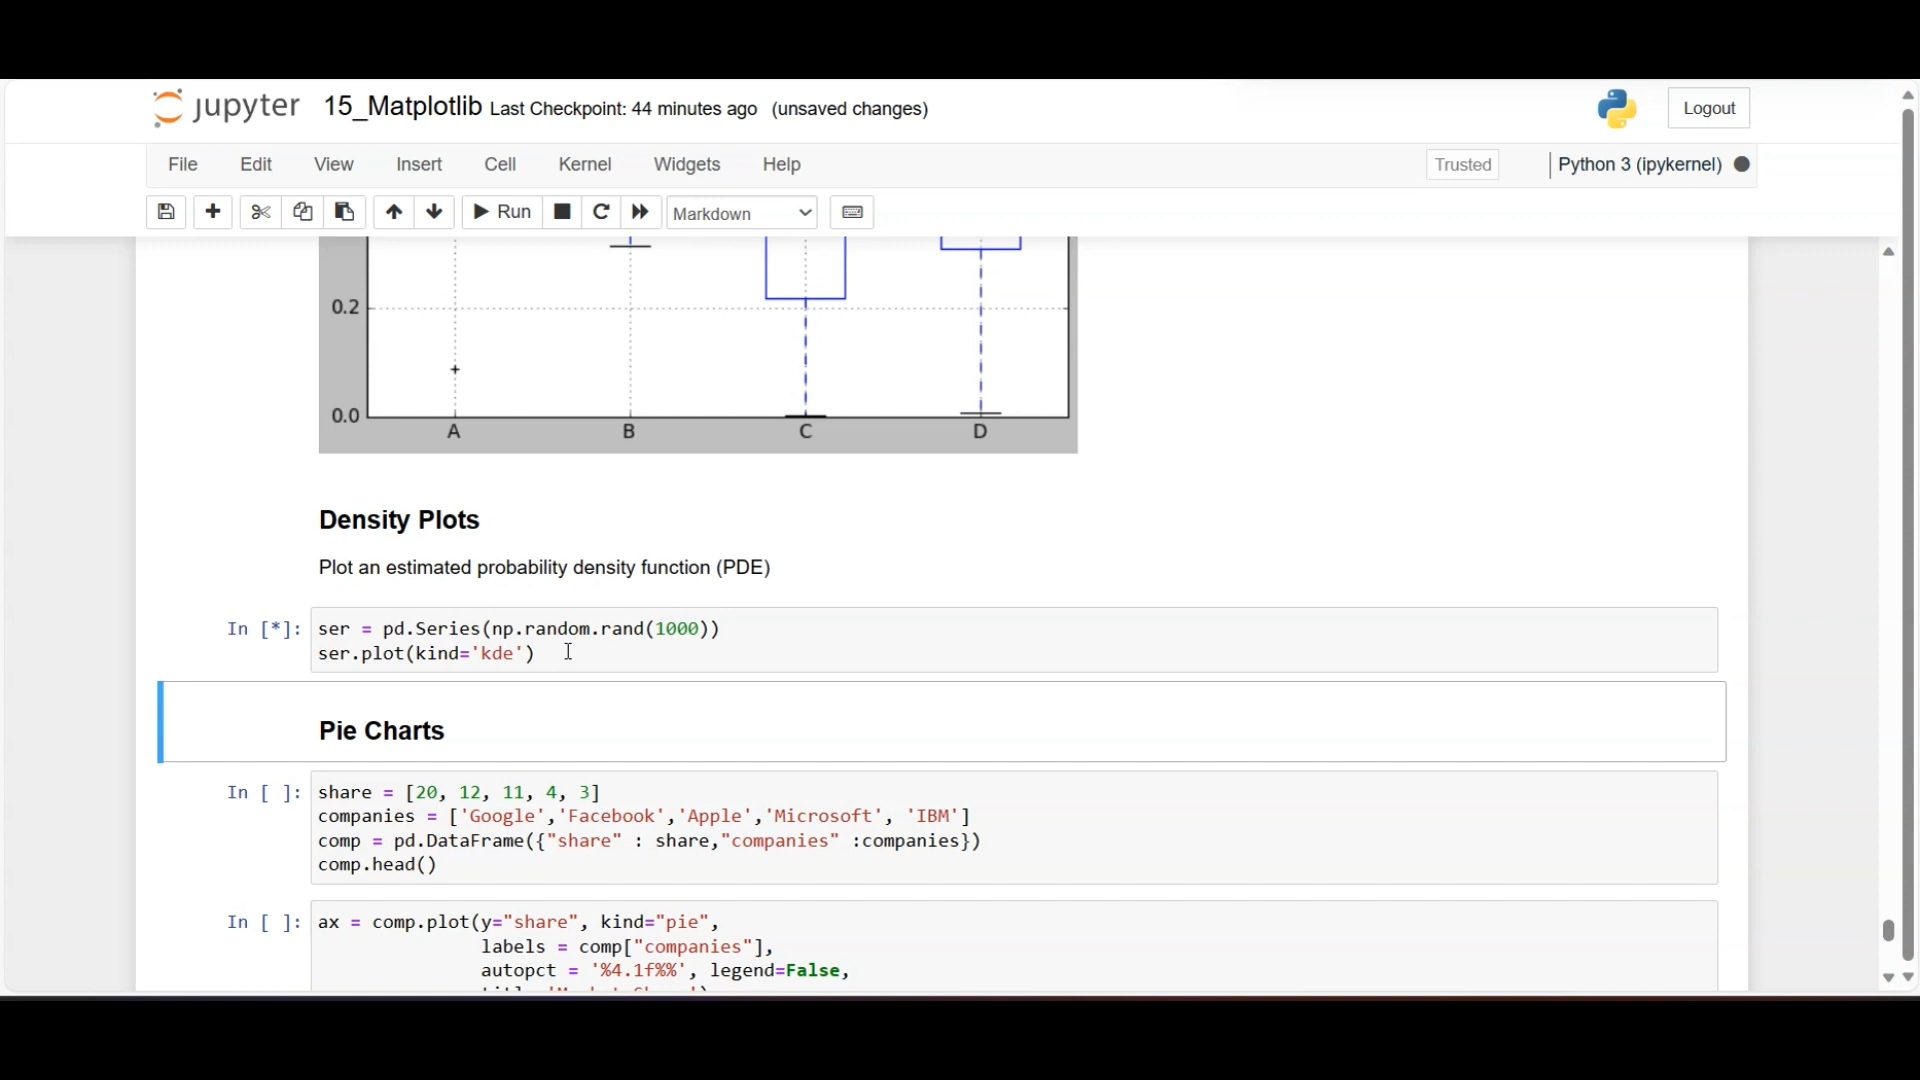 jupyter 15_Matplotlib Last Checkpoint: 44 minutes ago (unsaved changes) Logout
File Edit View Insert Cell Kernel Widgets Help Trusted Python 3 (ipykernel)
Run Markdown
0.2
0.0
A B C D
Density Plots
Plot an estimated probability density function (PDE)
In [*]: ser = pd.Series(np.random.rand(1000))
ser.plot(kind='kde')
Pie Charts
In [ ]: share = [20, 12, 11, 4, 3]
companies = ['Google','Facebook','Apple','Microsoft', 'IBM']
comp = pd.DataFrame({"share" : share,"companies" :companies})
comp.head()
In [ ]: ax = comp.plot(y="share", kind="pie",
labels = comp["companies"],
autopct = '%4.1f%%', legend=False,